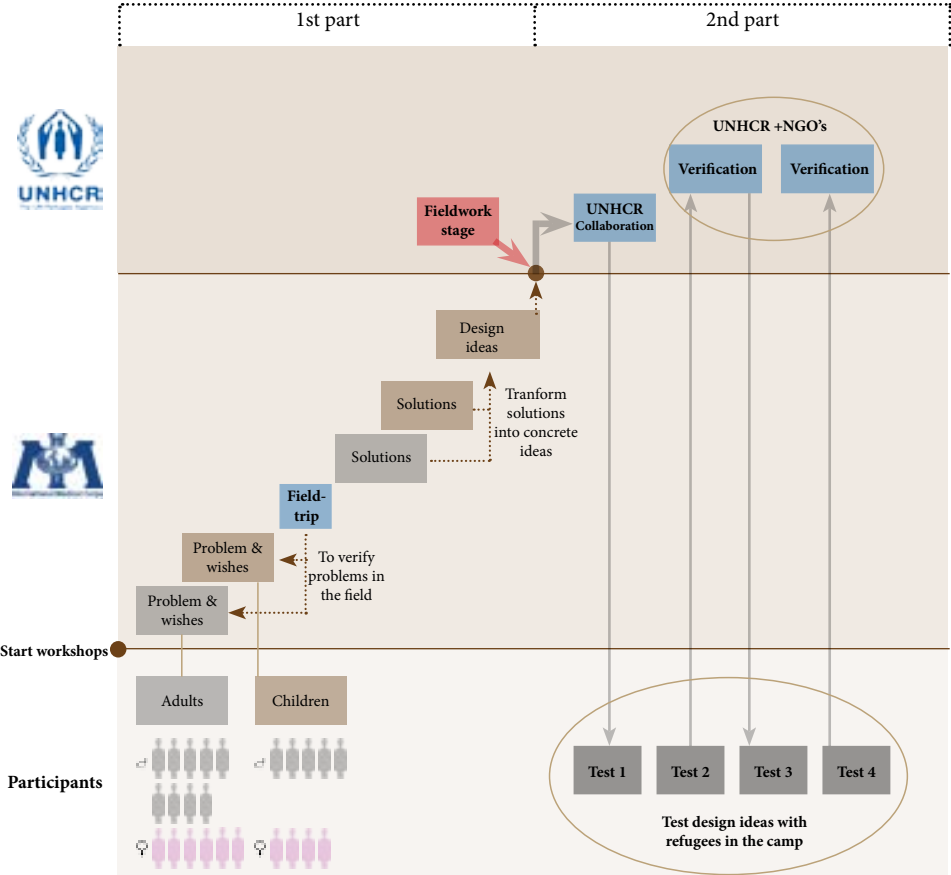 1st part
2nd part
UNHCR +NGO's
Verification
Verification
UNHCR
Fieldwork
stage
UNHCR
Collaboration
Design
ideas
Solutions
Tranform
solutions
into concrete
ideas
Solutions
Field-
trip
Problem &
wishes
To verify
problems in
the field
Problem &
wishes
Start workshops
Adults
Children
Participants
Test 1
Test 2
Test 3
Test 4
Test design ideas with
refugees in the camp